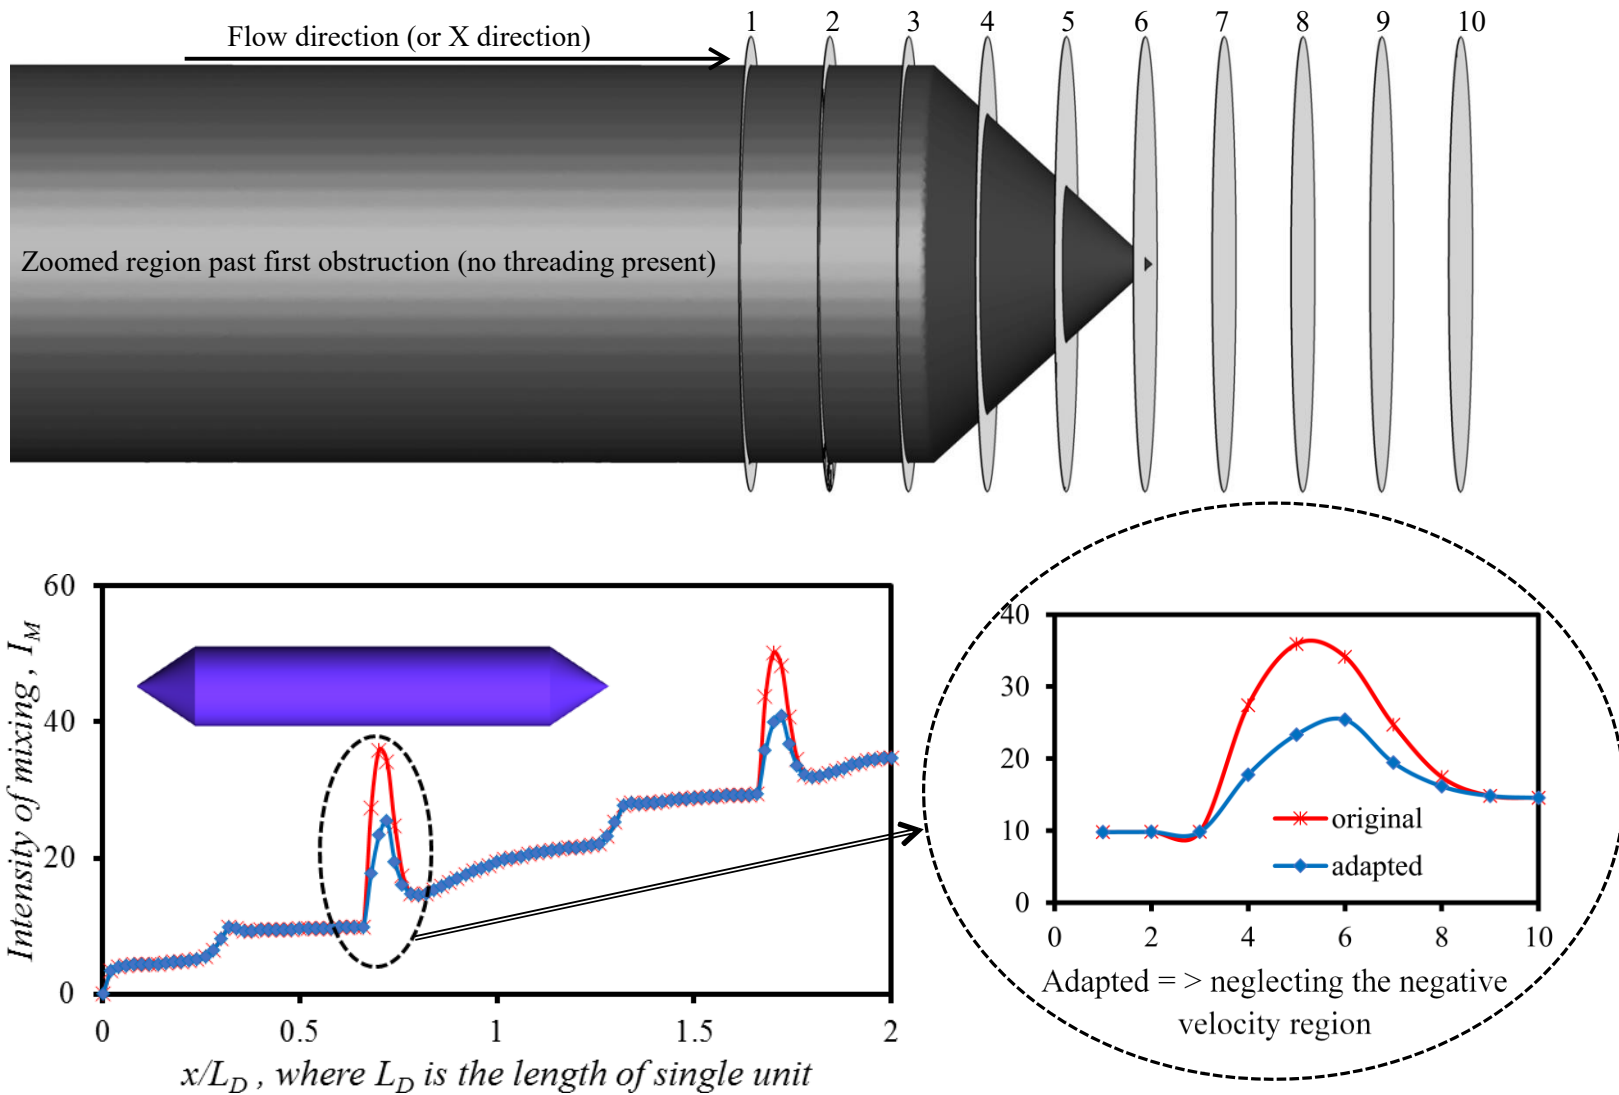 1 2 3 4 5 6 7 8 9 10
Flow direction (or X direction)
Zoomed region past first obstruction (no threading present)
60
40
20
0
Intensity of mixing , I_M
0 0.5 1 1.5 2
x/L_D , where L_D is the length of single unit
40
30
20
10
0
original
adapted
0 2 4 6 8 10
Adapted = > neglecting the negative
velocity region